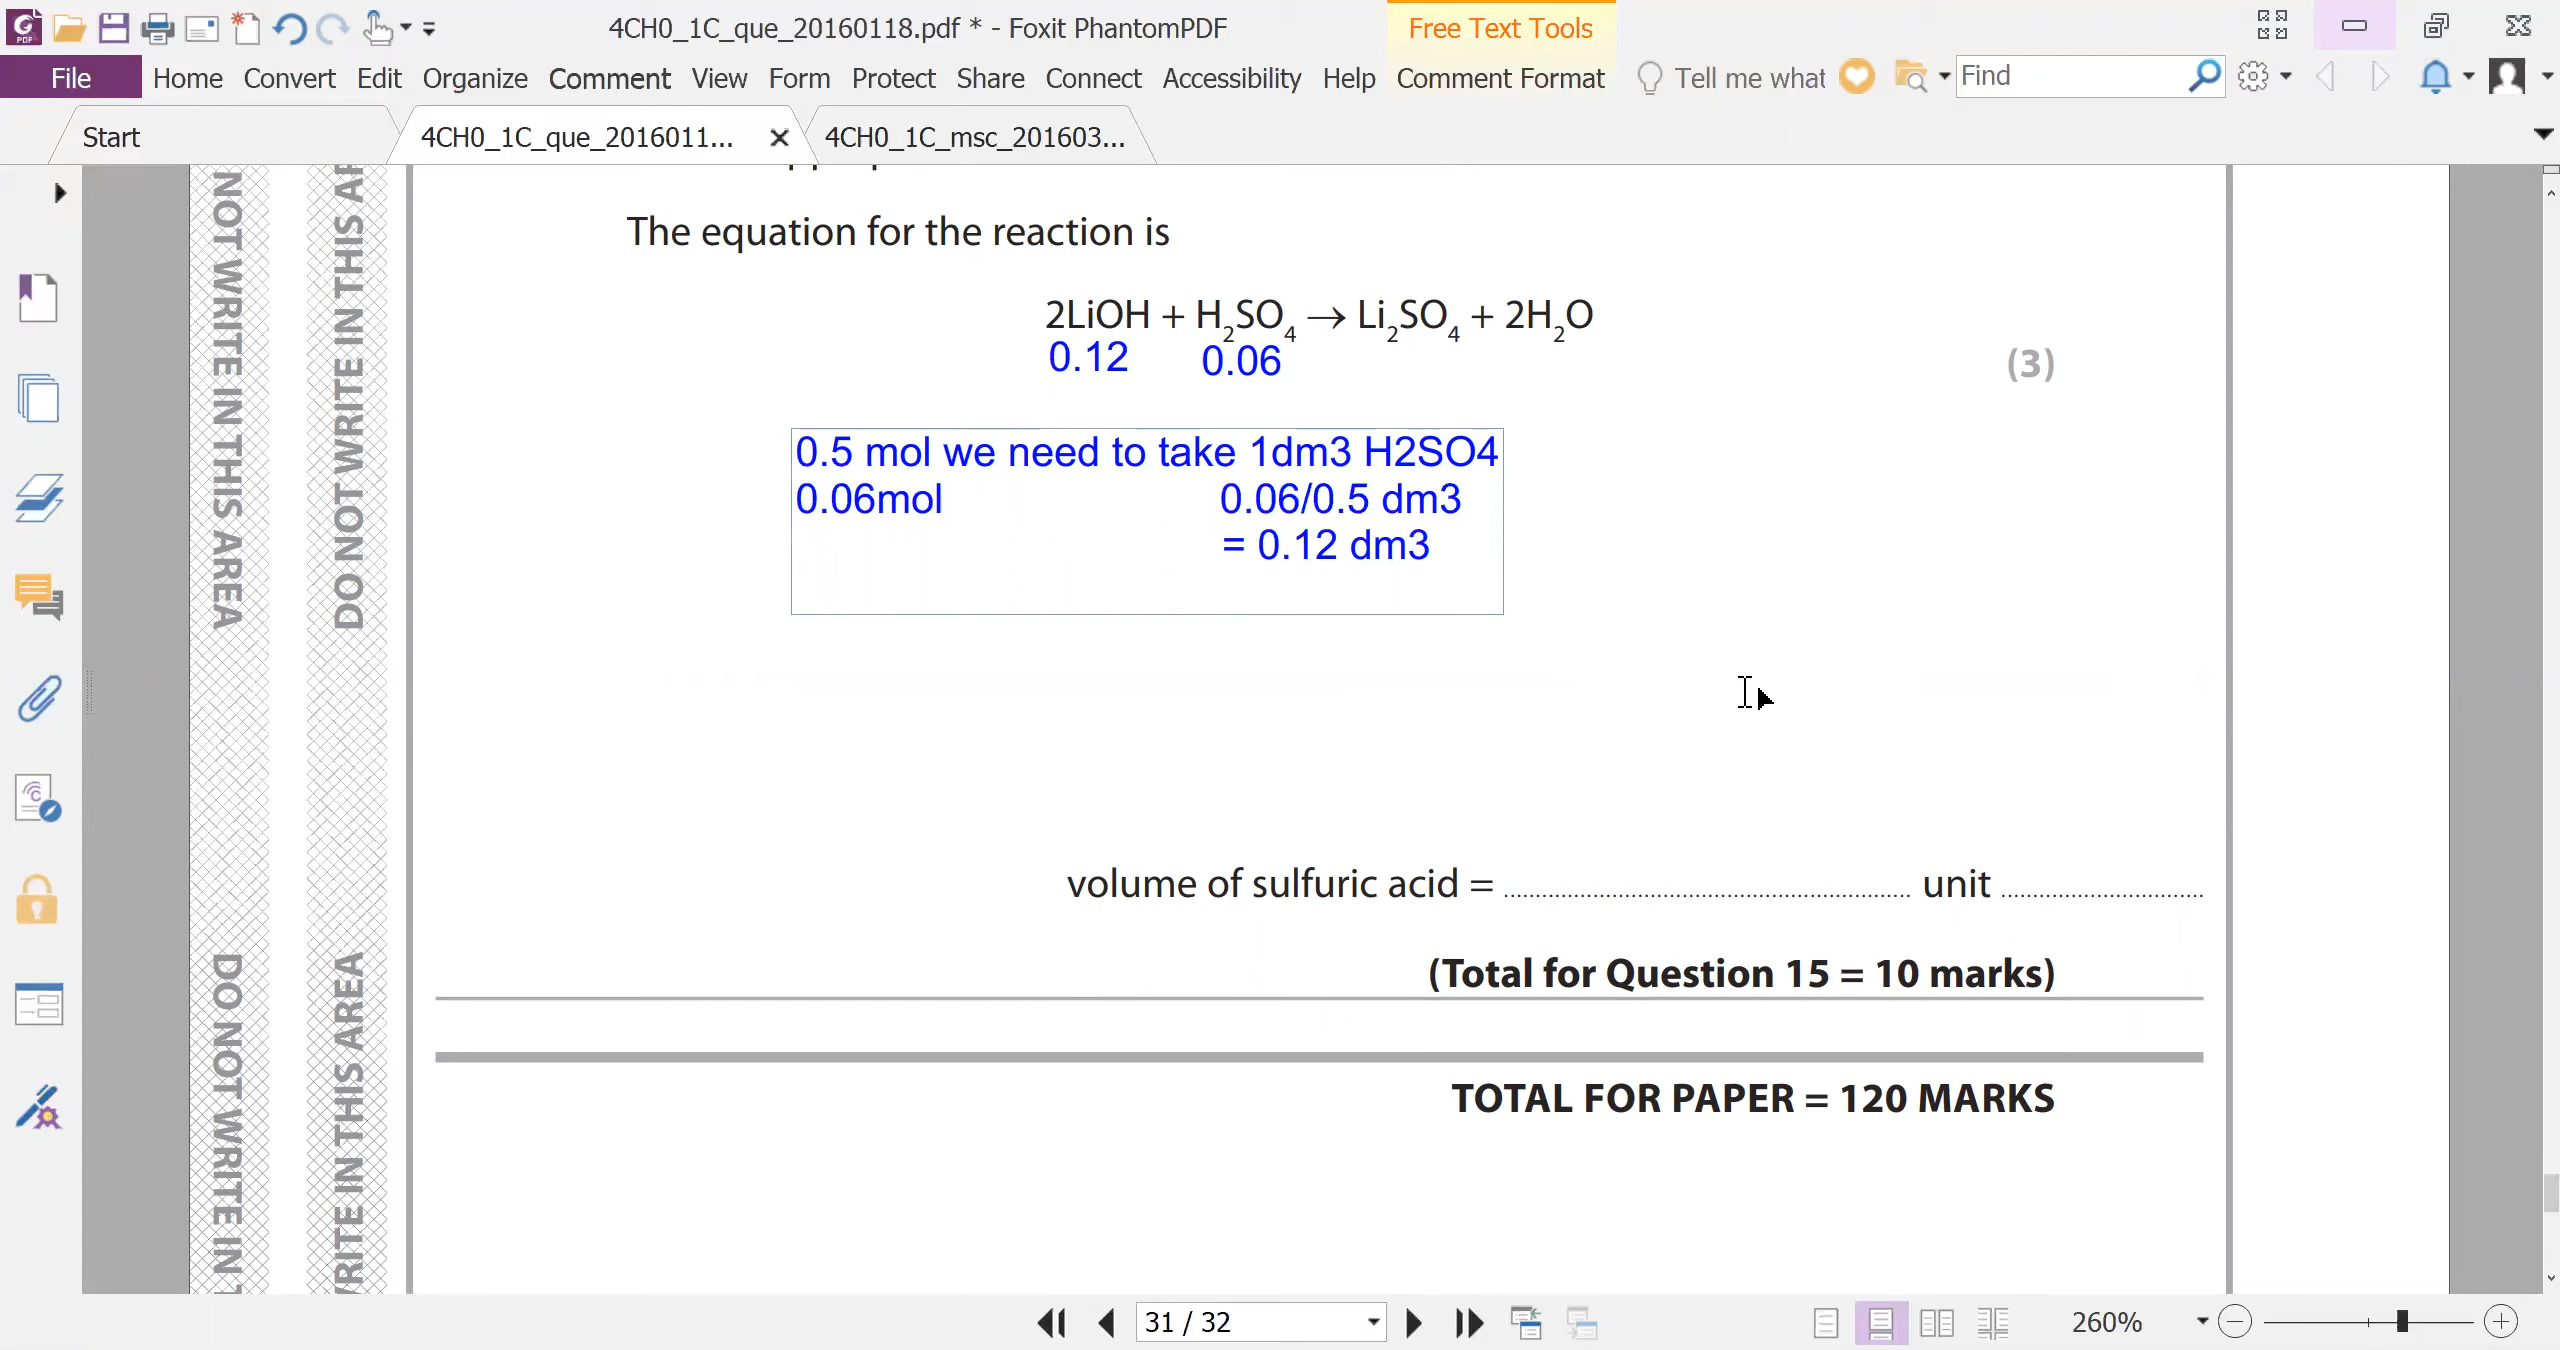 4CH0_1C_que_20160118.pdf * - Foxit PhantomPDF
Free Text Tools
File Home Convert Edit Organize Comment View Form Protect Share Connect Accessibility Help Comment Format Tell me what Find
Start
4CH0_1C_que_2016011...
4CH0_1C_msc_201603...
The equation for the reaction is
2LiOH + H₂SO₄ → Li₂SO₄ + 2H₂O
0.12 0.06
(3)
0.5 mol we need to take 1dm3 H2SO4
0.06mol 0.06/0.5 dm3
= 0.12 dm3
volume of sulfuric acid = unit
(Total for Question 15 = 10 marks)
TOTAL FOR PAPER = 120 MARKS
NOT WRITE IN THIS AREA
DO NOT WRITE IN THIS AR
DO NOT WRITE IN T
WRITE IN THIS AREA
31 / 32
260%